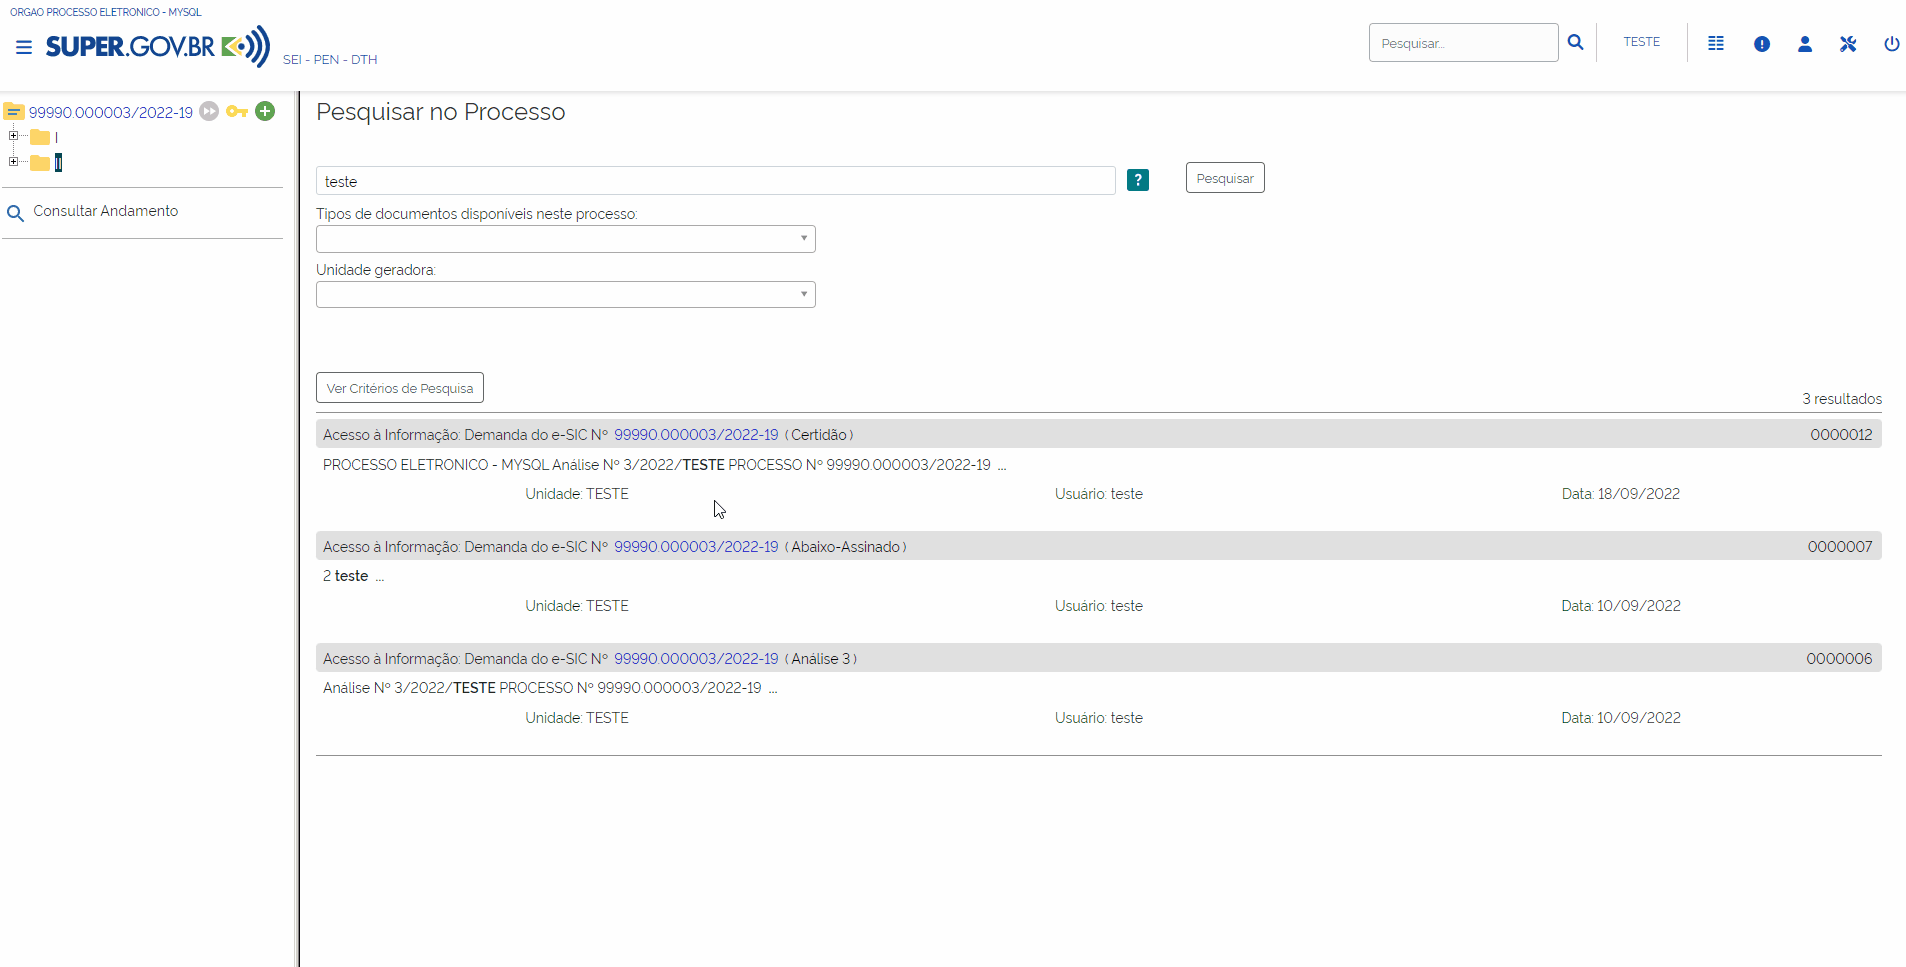 ORGAO PROCESSO ELETRONICO - MYSQL
SUPER.GOV.BR
SEI - PEN - DTH
Pesquisar...
TESTE
99990.000003/2022-19
I
II
Consultar Andamento
Pesquisar no Processo
teste
?
Pesquisar
Tipos de documentos disponíveis neste processo:
Unidade geradora:
Ver Critérios de Pesquisa
3 resultados
Acesso à Informação: Demanda do e-SIC Nº 99990.000003/2022-19 ( Certidão ) 0000012
PROCESSO ELETRONICO - MYSQL Análise Nº 3/2022/TESTE PROCESSO Nº 99990.000003/2022-19 ...
Unidade: TESTE Usuário: teste Data: 18/09/2022
Acesso à Informação: Demanda do e-SIC Nº 99990.000003/2022-19 ( Abaixo-Assinado ) 0000007
2 teste ...
Unidade: TESTE Usuário: teste Data: 10/09/2022
Acesso à Informação: Demanda do e-SIC Nº 99990.000003/2022-19 ( Análise 3 ) 0000006
Análise Nº 3/2022/TESTE PROCESSO Nº 99990.000003/2022-19 ...
Unidade: TESTE Usuário: teste Data: 10/09/2022